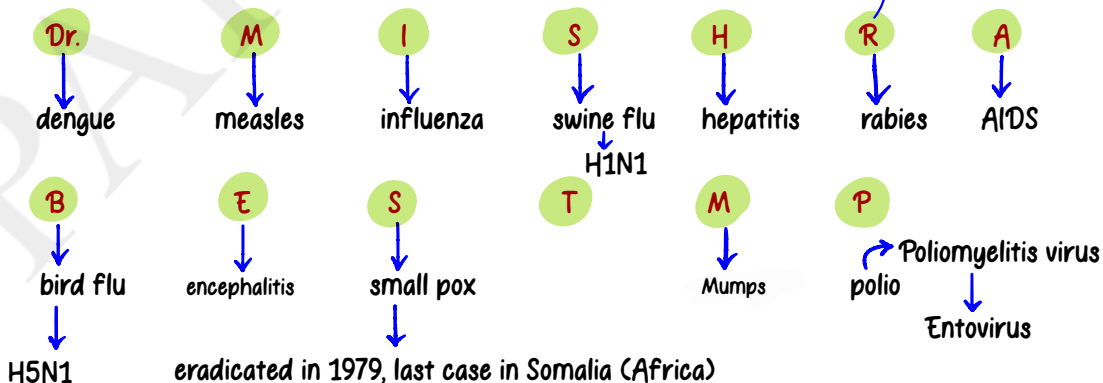 Dr. M I S H R A
dengue measles influenza swine flu hepatitis rabies AIDS
H1N1
B E S T M P
Poliomyelitis virus
bird flu encephalitis small pox Mumps polio
Entovirus
H5N1 eradicated in 1979, last case in Somalia (Africa)